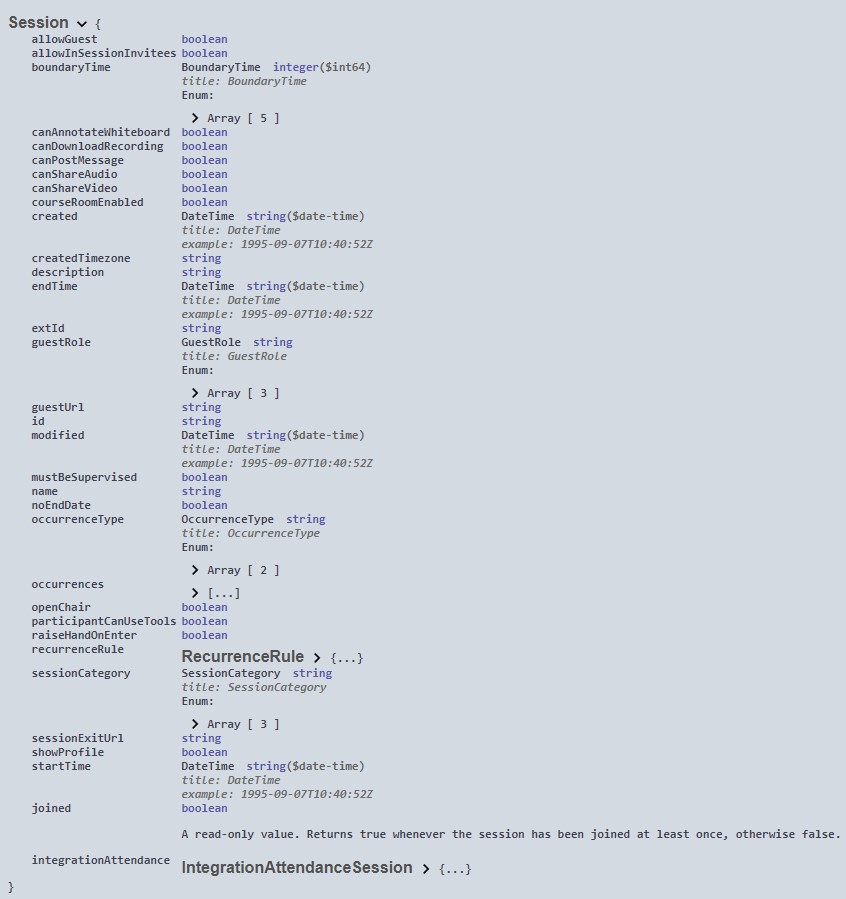 Session {
allowGuest boolean
allowInSessionInvitees boolean
boundaryTime BoundaryTime integer($int64)
title: BoundaryTime
Enum:
Array [ 5 ]
canAnnotateWhiteboard boolean
canDownloadRecording boolean
canPostMessage boolean
canShareAudio boolean
canShareVideo boolean
courseRoomEnabled boolean
created DateTime string($date-time)
title: DateTime
example: 1995-09-07T10:40:52Z
createdTimezone string
description string
endTime DateTime string($date-time)
title: DateTime
example: 1995-09-07T10:40:52Z
extId string
guestRole GuestRole string
title: GuestRole
Enum:
Array [ 3 ]
guestUrl string
id string
modified DateTime string($date-time)
title: DateTime
example: 1995-09-07T10:40:52Z
mustBeSupervised boolean
name string
noEndDate boolean
occurrenceType OccurrenceType string
title: OccurrenceType
Enum:
Array [ 2 ]
occurrences [...]
openChair boolean
participantCanUseTools boolean
raiseHandOnEnter boolean
recurrenceRule RecurrenceRule {...}
sessionCategory SessionCategory string
title: SessionCategory
Enum:
Array [ 3 ]
sessionExitUrl string
showProfile boolean
startTime DateTime string($date-time)
title: DateTime
example: 1995-09-07T10:40:52Z
joined boolean
A read-only value. Returns true whenever the session has been joined at least once, otherwise false.
integrationAttendance IntegrationAttendanceSession {...}
}